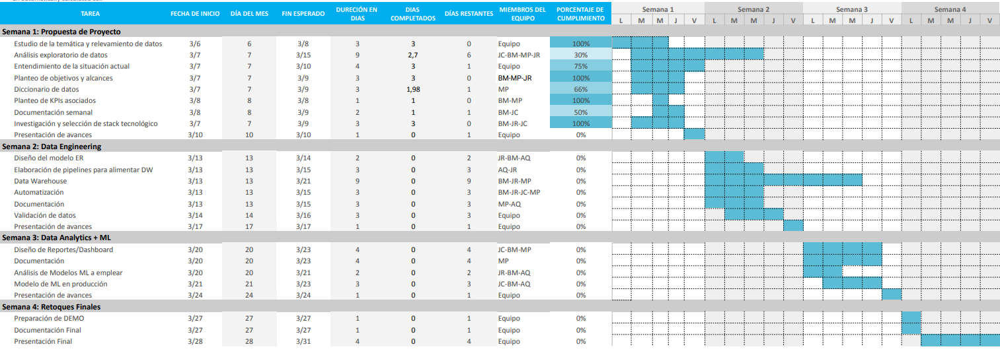 TAREA FECHA DE INICIO DÍA DEL MES FIN ESPERADO DURECIÓN EN DIAS DIAS COMPLETADOS DÍAS RESTANTES MIEMBROS DEL EQUIPO PORCENTAJE DE CUMPLIMIENTO Semana 1 Semana 2 Semana 3 Semana 4
L M M J V L M M J V L M M J V L M M J V
Semana 1: Propuesta de Proyecto
Estudio de la temática y relevamiento de datos 3/6 6 3/8 3 3 0 Equipo 100%
Análisis exploratorio de datos 3/7 7 3/15 9 2,7 6 JC-BM-MP-JR 30%
Entendimiento de la situación actual 3/7 7 3/10 4 3 1 Equipo 75%
Planteo de objetivos y alcances 3/7 7 3/9 3 3 0 BM-MP-JR 100%
Diccionario de datos 3/7 7 3/9 3 1,98 1 MP 66%
Planteo de KPIs asociados 3/8 8 3/8 1 1 0 BM-MP 100%
Documentación semanal 3/8 8 3/9 2 1 1 BM-JC 50%
Investigación y selección de stack tecnológico 3/7 7 3/9 3 3 0 BM-JR-JC 100%
Presentación de avances 3/10 10 3/10 1 0 1 Equipo 0%
Semana 2: Data Engineering
Diseño del modelo ER 3/13 13 3/14 2 0 2 JR-BM-AQ 0%
Elaboración de pipelines para alimentar DW 3/13 13 3/15 3 0 3 AQ-JR 0%
Data Warehouse 3/13 13 3/21 9 0 9 BM-JR-MP 0%
Automatización 3/13 13 3/15 3 0 3 BM-JR-JC-MP 0%
Documentación 3/13 13 3/15 3 0 3 MP-AQ 0%
Validación de datos 3/14 14 3/16 3 0 3 Equipo 0%
Presentación de avances 3/17 17 3/17 1 0 1 Equipo 0%
Semana 3: Data Analytics + ML
Diseño de Reportes/Dashboard 3/20 20 3/23 4 0 4 JC-BM-MP 0%
Documentación 3/20 20 3/23 4 0 4 MP 0%
Análisis de Modelos ML a emplear 3/20 20 3/21 2 0 2 JR-BM-AQ 0%
Modelo de ML en producción 3/21 21 3/23 3 0 3 JC-BM-AQ 0%
Presentación de avances 3/24 24 3/24 1 0 1 Equipo 0%
Semana 4: Retoques Finales
Preparación de DEMO 3/27 27 3/27 1 0 1 Equipo 0%
Documentación Final 3/27 27 3/27 1 0 1 Equipo 0%
Presentación Final 3/28 28 3/31 4 0 4 Equipo 0%